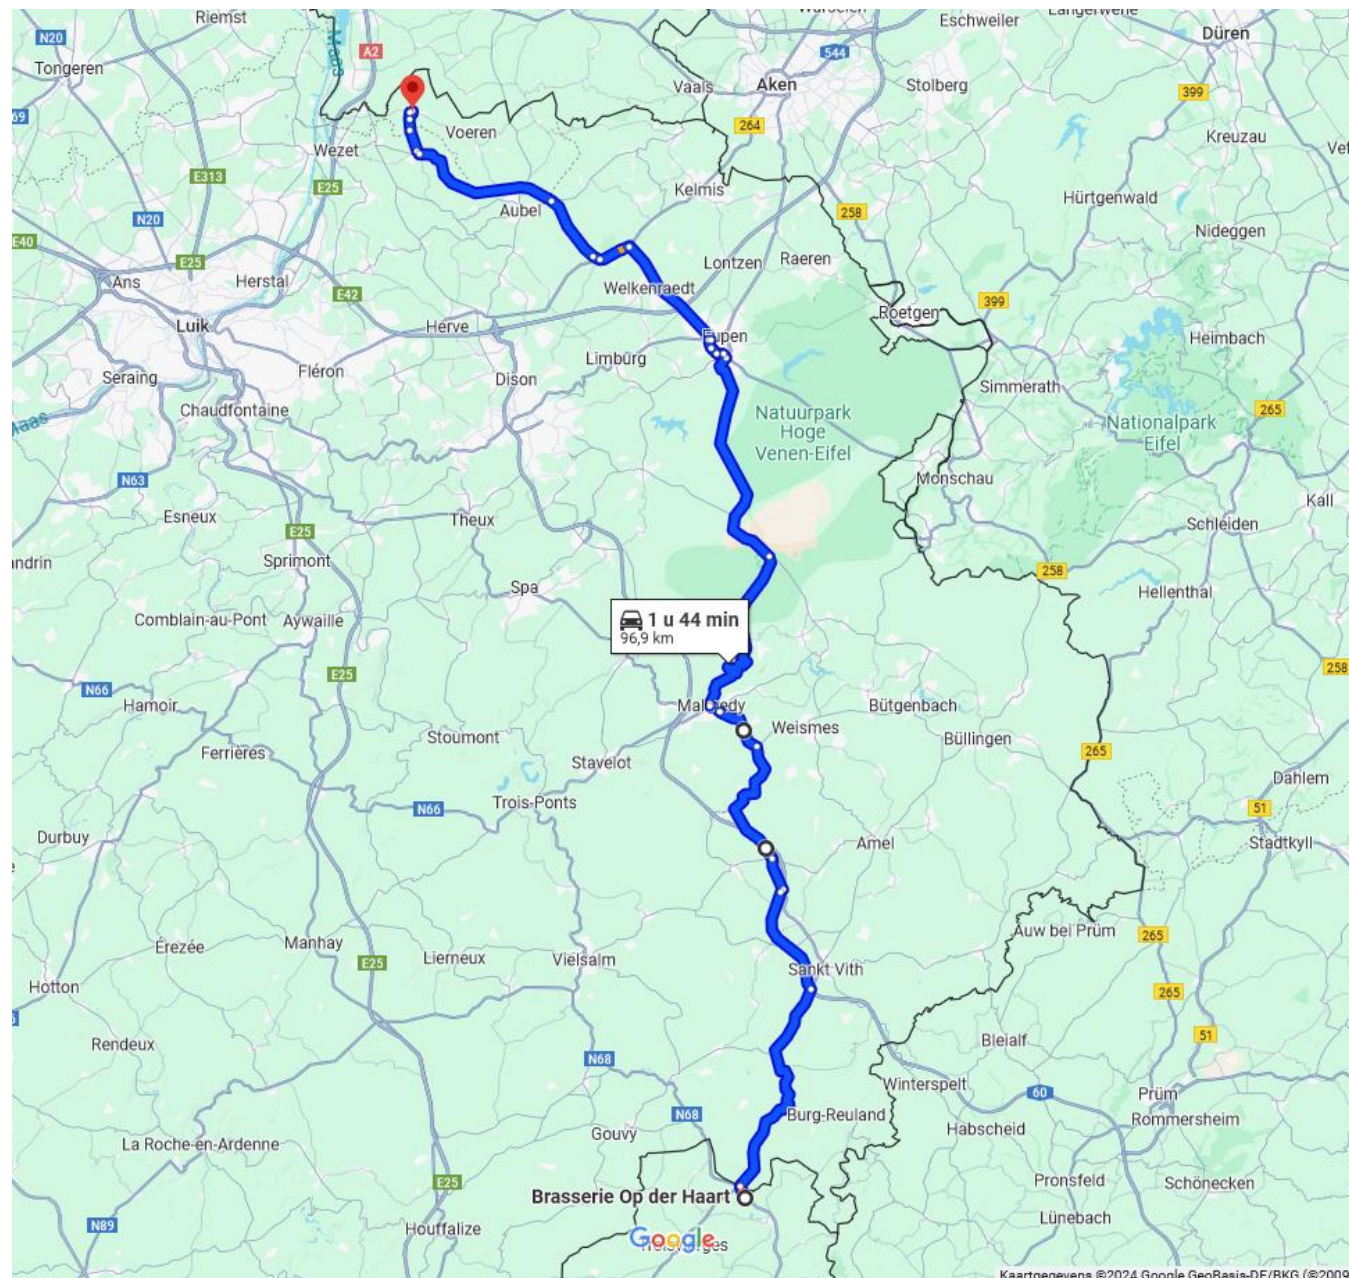 Riemst
Eschweiler
N20
A2
544
Düren
Tongeren
Maas
Vaals
Aken
Stolberg
399
Voeren
264
Kreuzau
Wezet
E313
E25
Kelmis
Hürtgenwald
N20
Aubel
258
Nideggen
E40
Raeren
E25
Lontzen
Ans
Herstal
E42
Welkenraedt
399
Luik
Herve
Roetgen
Eupen
Heimbach
Limburg
Fléron
Seraing
Dison
Simmerath
Chaudfontaine
265
Natuurpark
Hoge
Venen-Eifel
Nationalpark
Eifel
N63
Monschau
Kall
Esneux
Theux
Schleiden
E25
Sprimont
258
Spa
Hellenthal
Comblain-au-Pont
Aywaille
1 u 44 min
96,9 km
E25
258
N66
Hamoir
Malmedy
Bütgenbach
Weismes
Stoumont
Büllingen
Ferrières
265
Stavelot
Dahlem
Trois-Ponts
N66
51
Durbuy
Amel
Stadtkyll
Auw bei Prüm
265
Érezée
Manhay
Lierneux
Vielsalm
E25
Sankt Vith
Hotton
265
51
Rendeux
Bleialf
N68
Winterspelt
60
Prüm
N68
Burg-Reuland
Rommersheim
Gouvy
Habscheid
La Roche-en-Ardenne
E25
Pronsfeld
Schönecken
Brasserie Op der Haart
N89
Houffalize
Lünebach
Google
Kaartgegevens ©2024 Google GeoBasis-DE/BKG (©2009